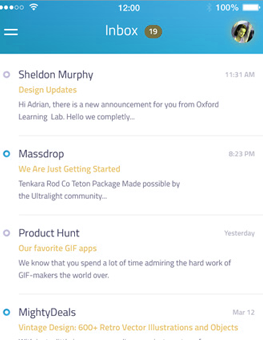 12:00
100%
Inbox 19
Sheldon Murphy 11:31 AM
Design Updates
Hi Adrian, there is a new announcement for you from Oxford
Learning Lab. Hello we completly...
Massdrop 8:23 PM
We Are Just Getting Started
Tenkara Rod Co Teton Package Made possible by
the Ultralight community...
Product Hunt Yesterday
Our favorite GIF apps
We know that you spend a lot of time admiring the hard work of
GIF-makers the world over.
MightyDeals Mar 12
Vintage Design: 600+ Retro Vector Illustrations and Objects